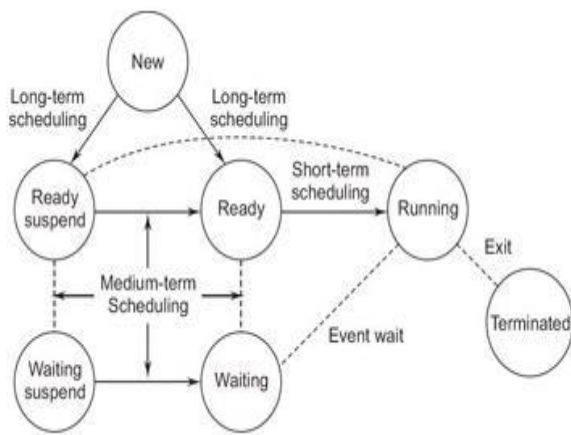 New
Long-term
scheduling
Long-term
scheduling
Short-term
scheduling
Ready
suspend
Ready
Running
Exit
Medium-term
Scheduling
Terminated
Event wait
Waiting
suspend
Waiting